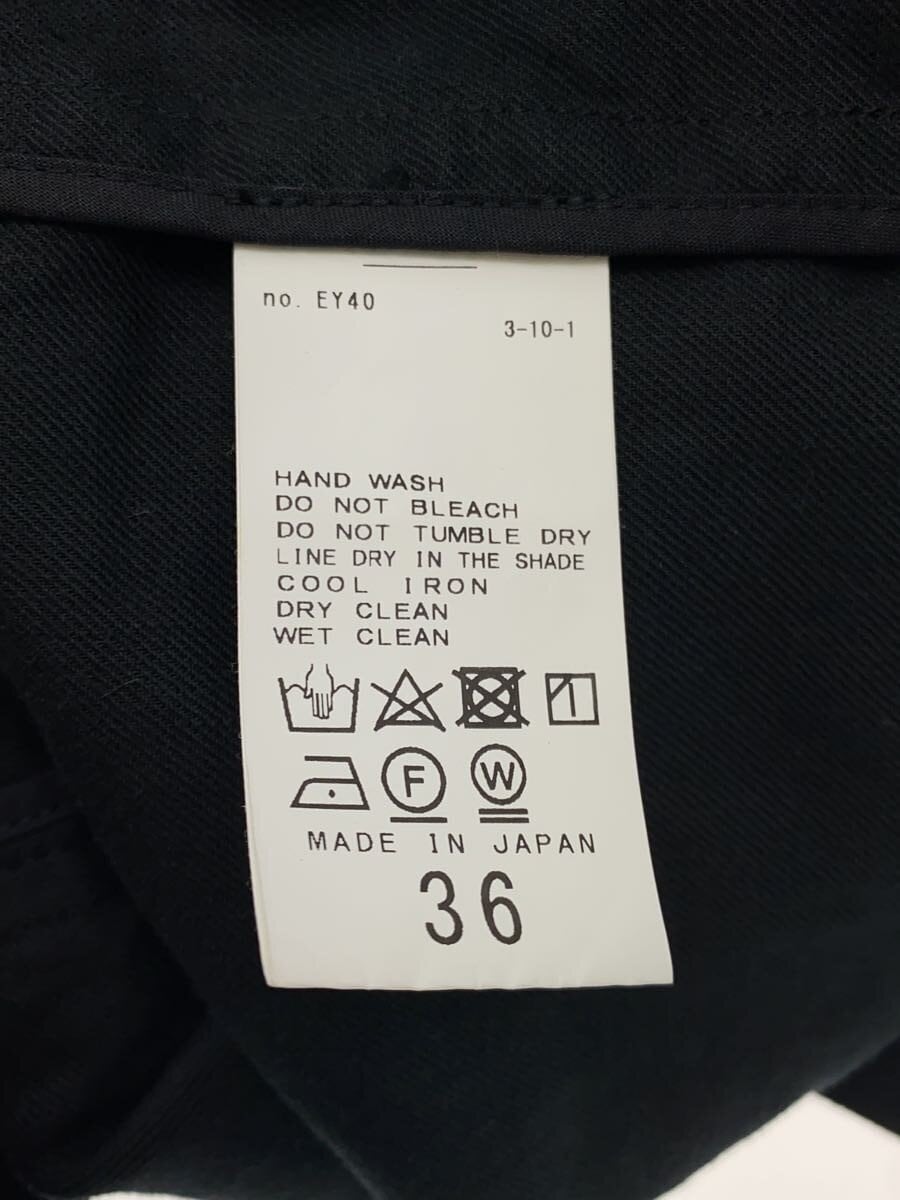 no. EY40
3-10-1
HAND WASH
DO NOT BLEACH
DO NOT TUMBLE DRY
LINE DRY IN THE SHADE
COOL IRON
DRY CLEAN
WET CLEAN
F W
MADE IN JAPAN
36